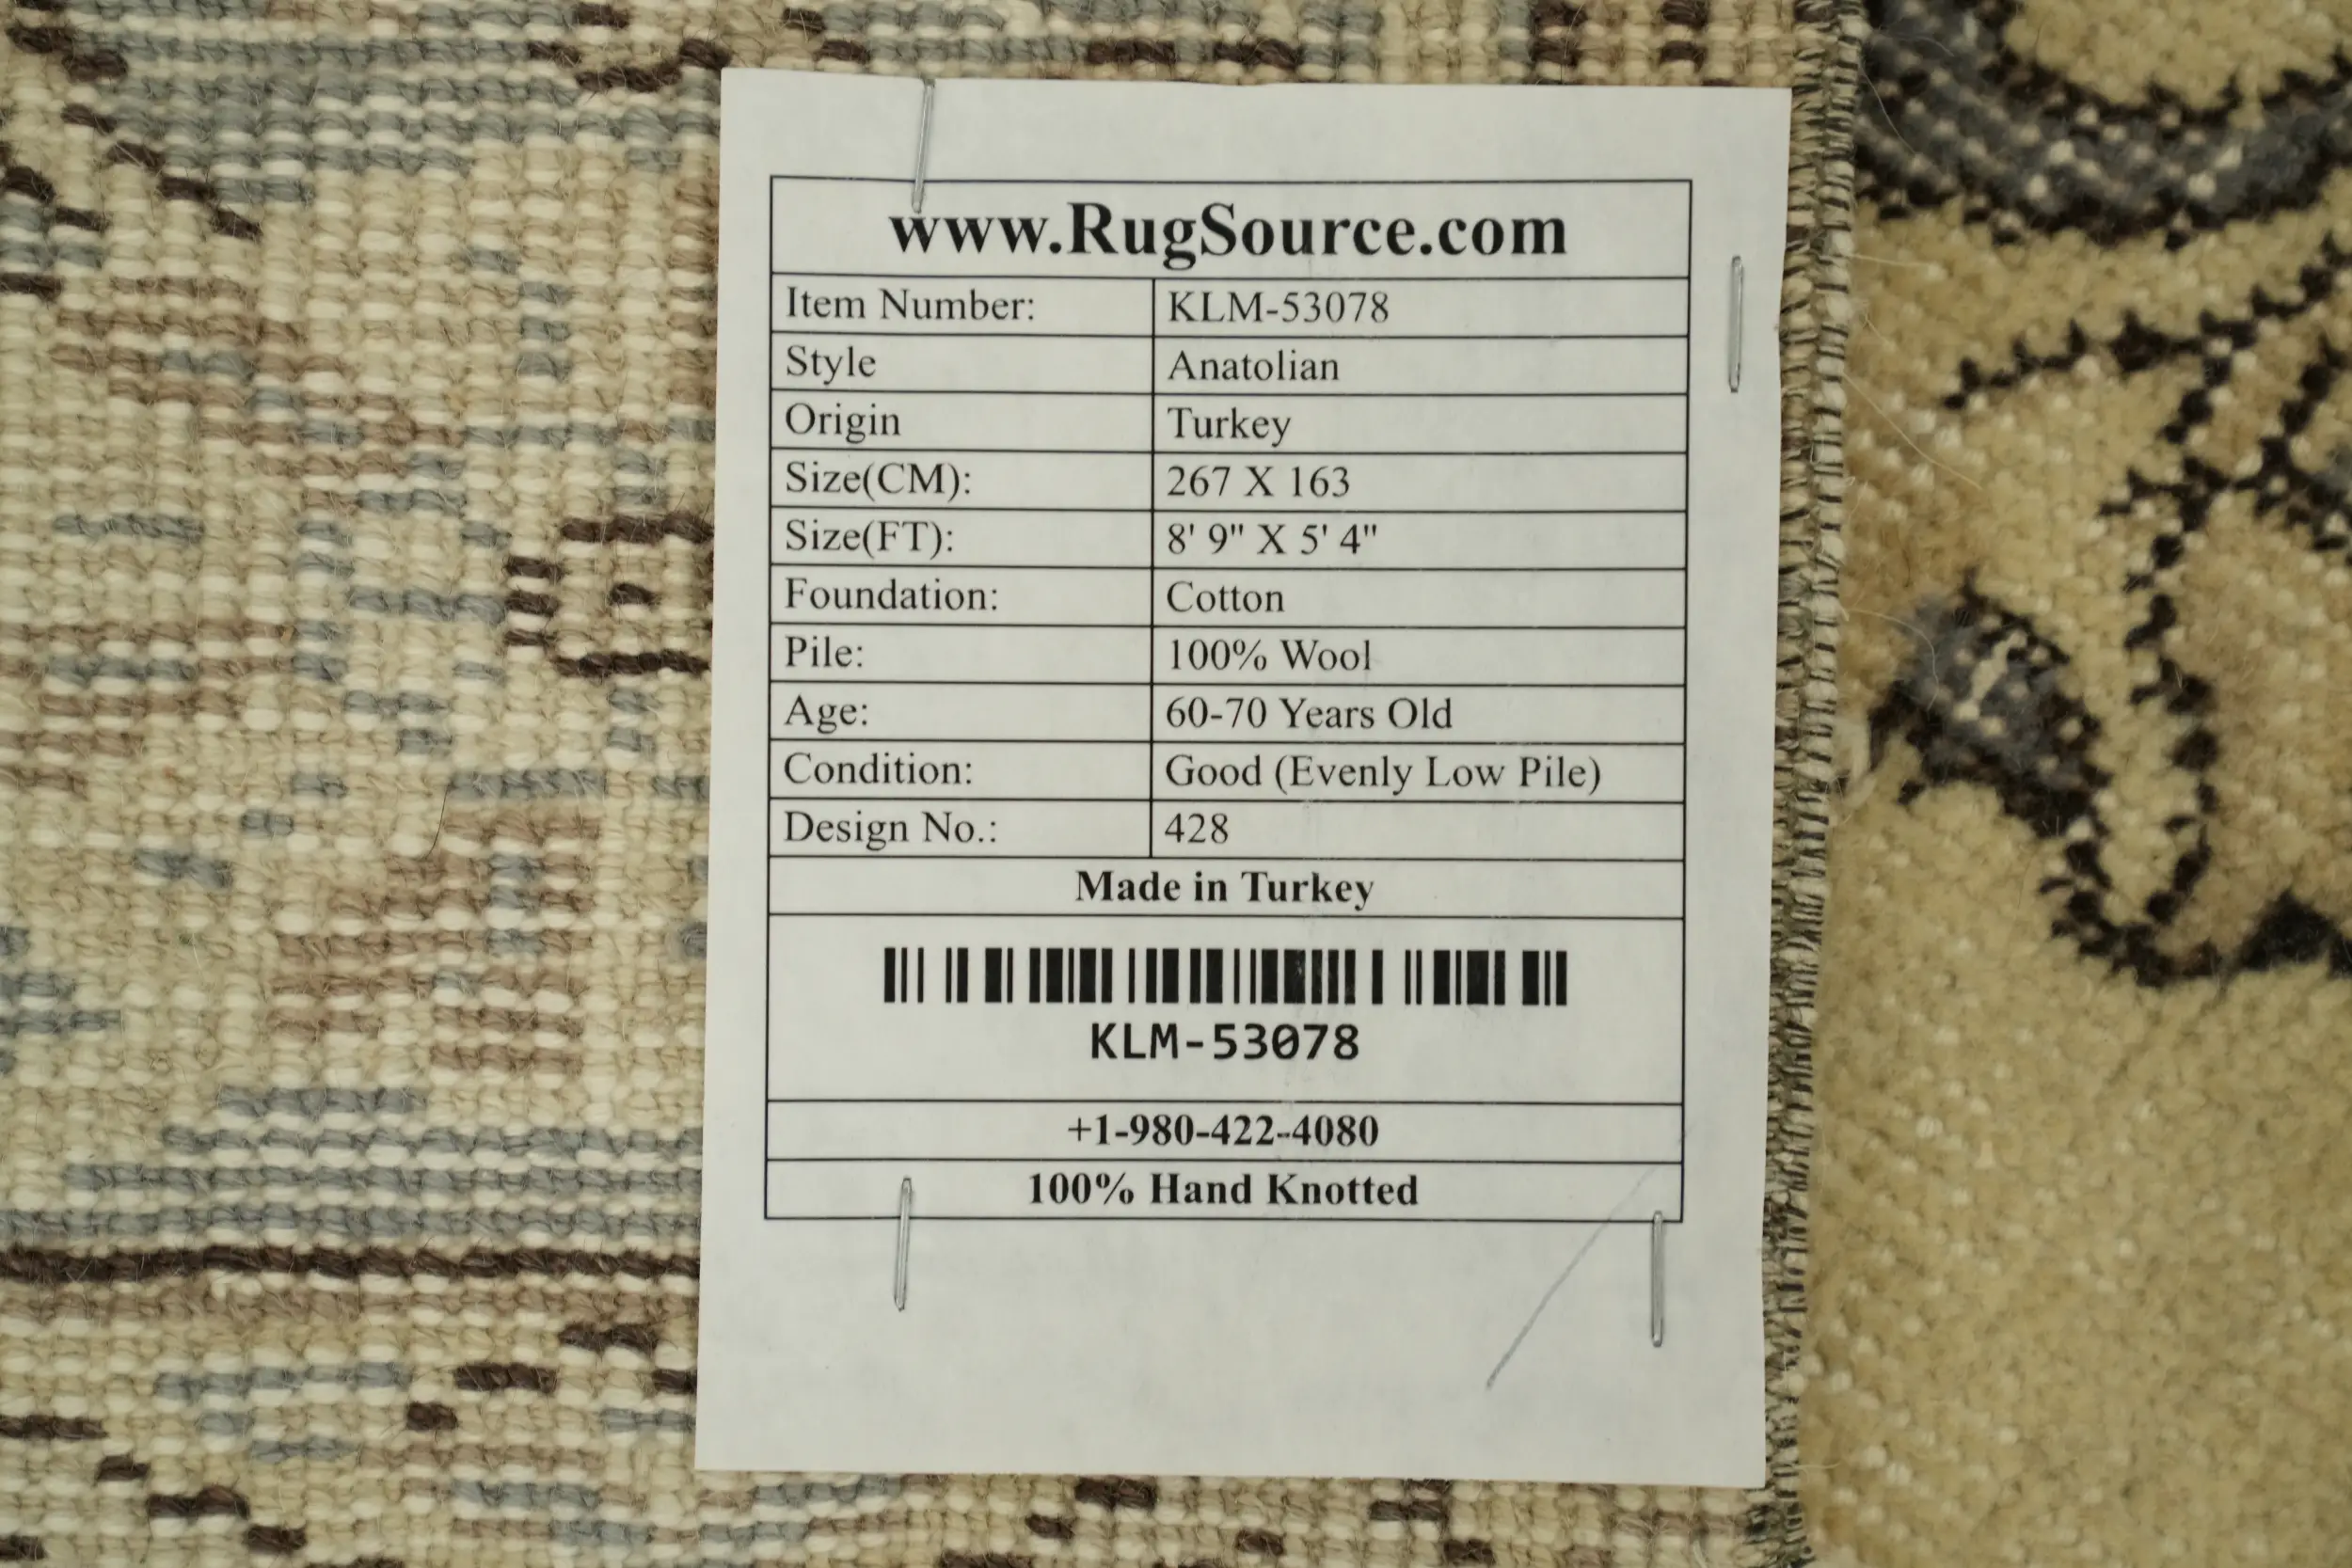 www.RugSource.com
Item Number: KLM-53078
Style Anatolian
Origin Turkey
Size(CM): 267 X 163
Size(FT): 8' 9" X 5' 4"
Foundation: Cotton
Pile: 100% Wool
Age: 60-70 Years Old
Condition: Good (Evenly Low Pile)
Design No.: 428
Made in Turkey
KLM-53078
+1-980-422-4080
100% Hand Knotted